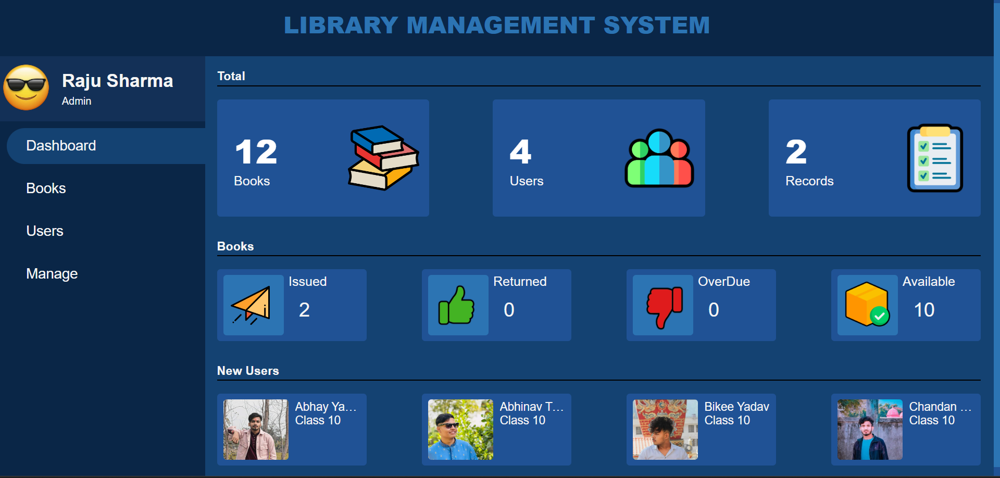 LIBRARY MANAGEMENT SYSTEM
Raju Sharma
Admin
Dashboard
Books
Users
Manage
Total
12
Books
4
Users
2
Records
Books
Issued
2
Returned
0
OverDue
0
Available
10
New Users
Abhay Ya...
Class 10
Abhinav T...
Class 10
Bikee Yadav
Class 10
Chandan ...
Class 10